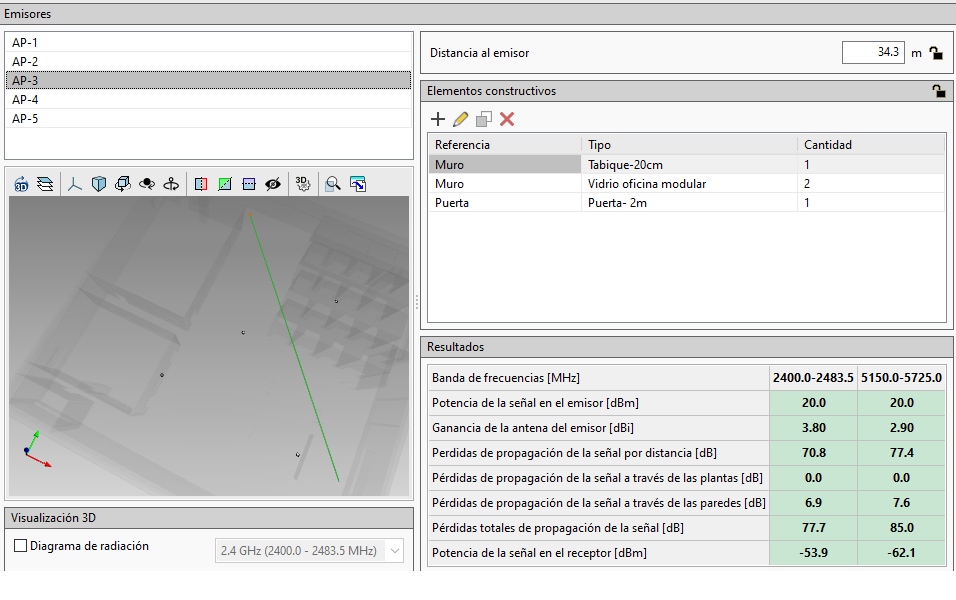 Emisores
AP-1
AP-2
AP-3
AP-4
AP-5
Distancia al emisor 34.3 m
Elementos constructivos
Referencia Tipo Cantidad
Muro Tabique-20cm 1
Muro Vidrio oficina modular 2
Puerta Puerta- 2m 1
3D 3D
Resultados
Banda de frecuencias [MHz] 2400.0-2483.5 5150.0-5725.0
Potencia de la señal en el emisor [dBm] 20.0 20.0
Ganancia de la antena del emisor [dBi] 3.80 2.90
Perdidas de propagación de la señal por distancia [dB] 70.8 77.4
Pérdidas de propagación de la señal a través de las plantas [dB] 0.0 0.0
Pérdidas de propagación de la señal a través de las paredes [dB] 6.9 7.6
Pérdidas totales de propagación de la señal [dB] 77.7 85.0
Potencia de la señal en el receptor [dBm] -53.9 -62.1
Visualización 3D
Diagrama de radiación 2.4 GHz (2400.0 - 2483.5 MHz)